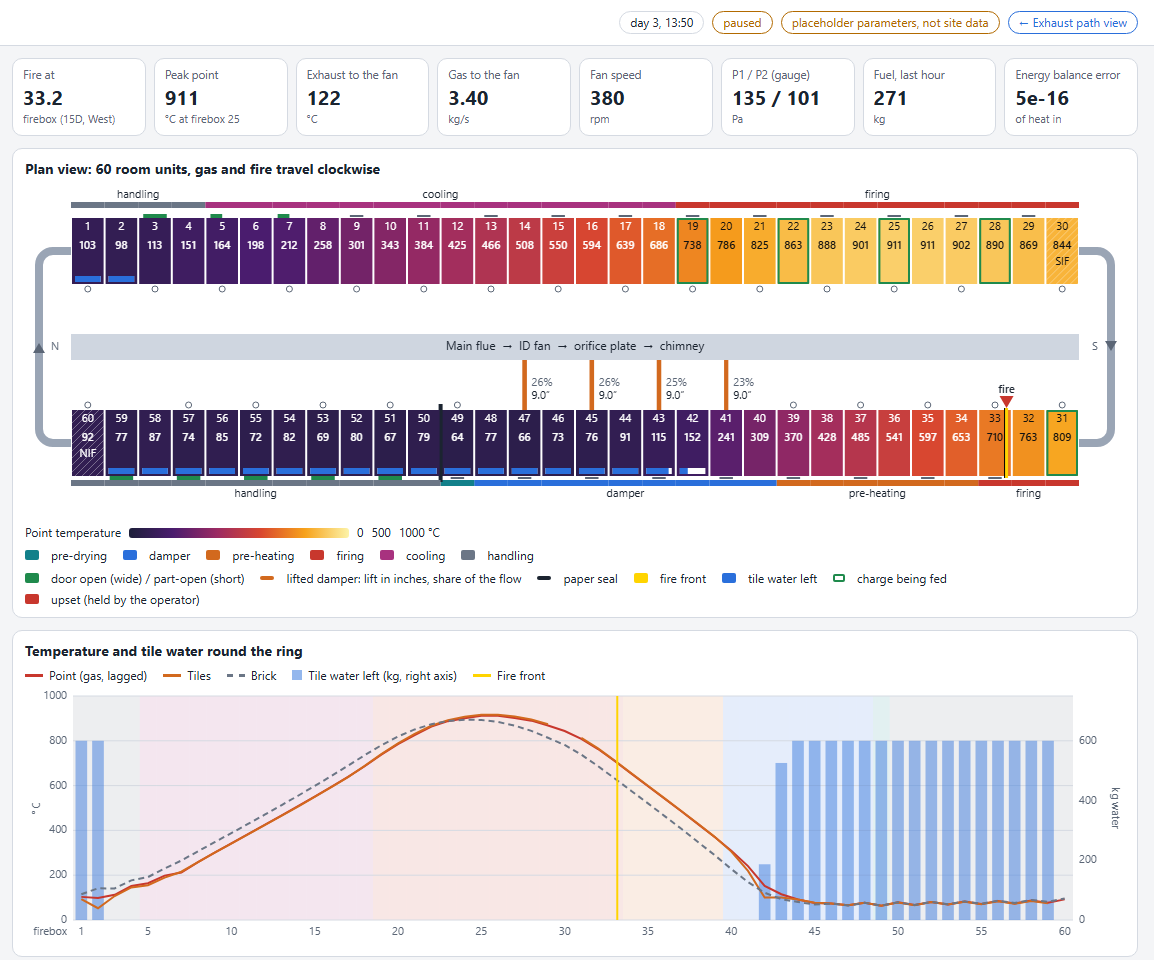 day 3, 13:50 paused placeholder parameters, not site data ← Exhaust path view
Fire at Peak point Exhaust to the fan Gas to the fan Fan speed P1 / P2 (gauge) Fuel, last hour Energy balance error
33.2 911 122 3.40 380 135 / 101 271 5e-16
firebox (15D, West) °C at firebox 25 °C kg/s rpm Pa kg of heat in
Plan view: 60 room units, gas and fire travel clockwise
handling cooling firing
1 2 3 4 5 6 7 8 9 10 11 12 13 14 15 16 17 18 19 20 21 22 23 24 25 26 27 28 29 30
103 98 113 151 164 198 212 258 301 343 384 425 466 508 550 594 639 686 738 786 825 863 888 901 911 911 902 890 869 844
SIF
N Main flue → ID fan → orifice plate → chimney S
26% 26% 25% 23%
9.0″ 9.0″ 9.0″ 9.0″
fire
60 59 58 57 56 55 54 53 52 51 50 49 48 47 46 45 44 43 42 41 40 39 38 37 36 35 34 33 32 31
92 77 87 74 85 72 82 69 80 67 79 64 77 66 73 76 91 115 152 241 309 370 428 485 541 597 653 710 763 809
NIF
handling damper pre-heating firing
Point temperature 0 500 1000 °C
pre-drying damper pre-heating firing cooling handling
door open (wide) / part-open (short) lifted damper: lift in inches, share of the flow paper seal fire front tile water left charge being fed
upset (held by the operator)
Temperature and tile water round the ring
Point (gas, lagged) Tiles Brick Tile water left (kg, right axis) Fire front
1000
800 600
600
400 400
200 200
0 0
°C
kg water
firebox 1 5 10 15 20 25 30 35 40 45 50 55 60